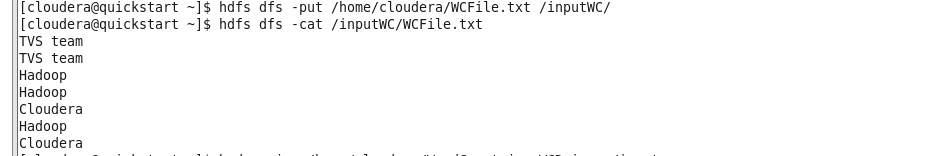 [cloudera@quickstart ~]$ hdfs dfs -put /home/cloudera/WCFile.txt /inputWC/
[cloudera@quickstart ~]$ hdfs dfs -cat /inputWC/WCFile.txt
TVS team
TVS team
Hadoop
Hadoop
Cloudera
Hadoop
Cloudera